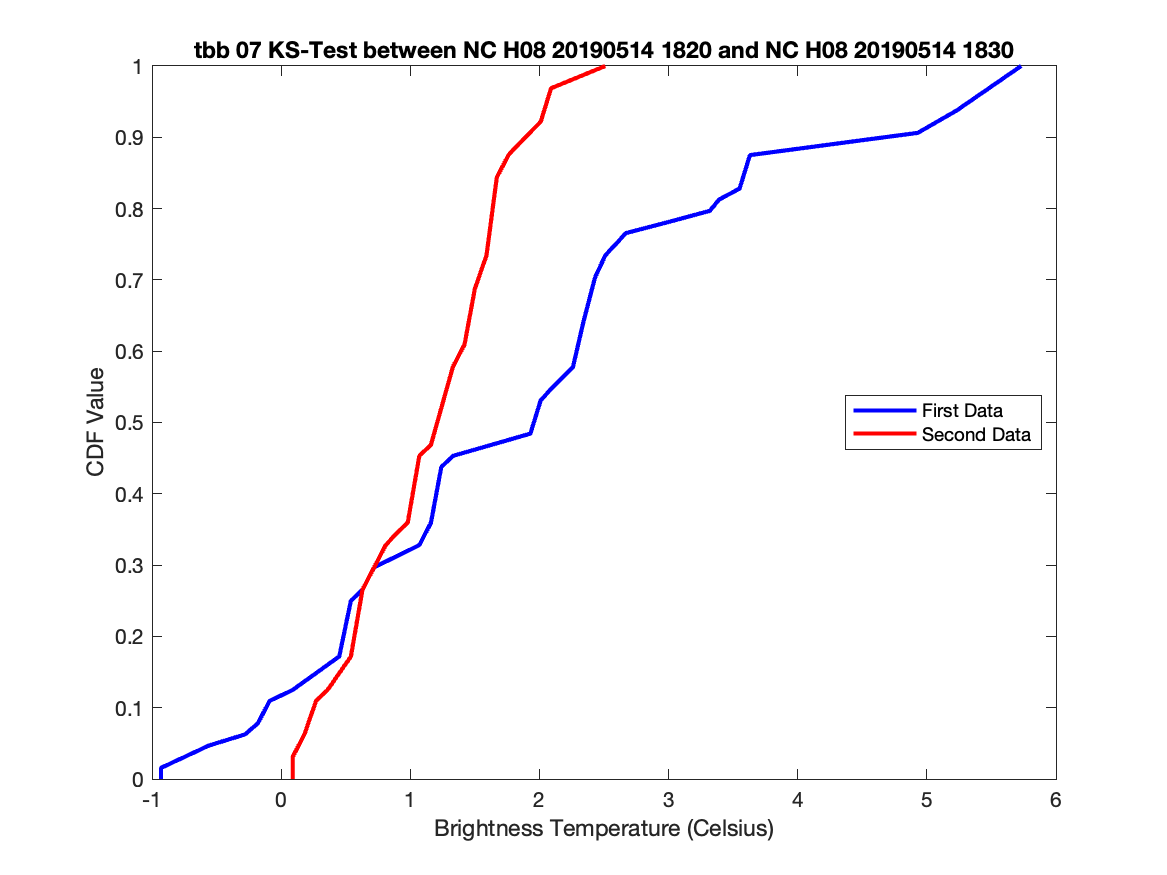 tbb 07 KS-Test between NC H08 20190514 1820 and NC H08 20190514 1830
1
0.9
0.8
0.7
0.6
0.5
0.4
0.3
0.2
0.1
0
CDF Value
First Data
Second Data
-1 0 1 2 3 4 5 6
Brightness Temperature (Celsius)